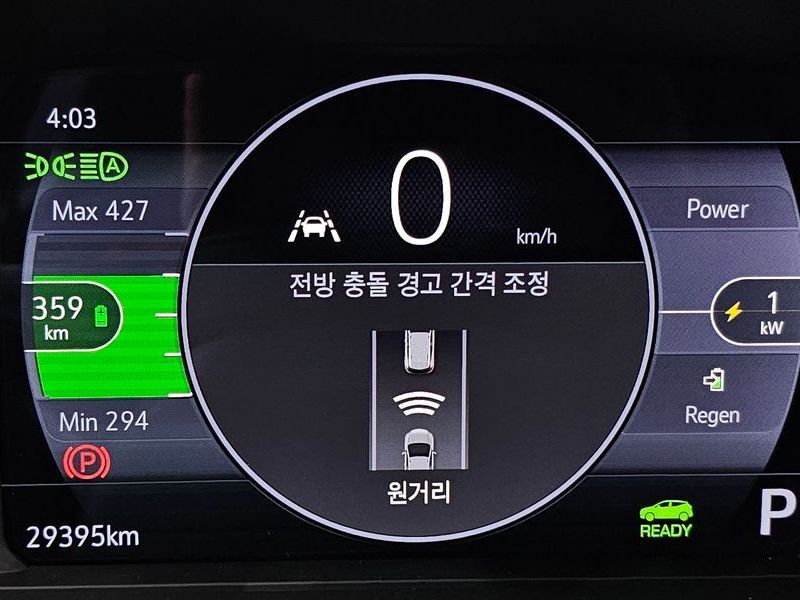 4:03
A
Max 427
359
km
Min 294
P
29395km
0
km/h
전방 충돌 경고 간격 조정
원거리
Power
1
kW
Regen
READY
P